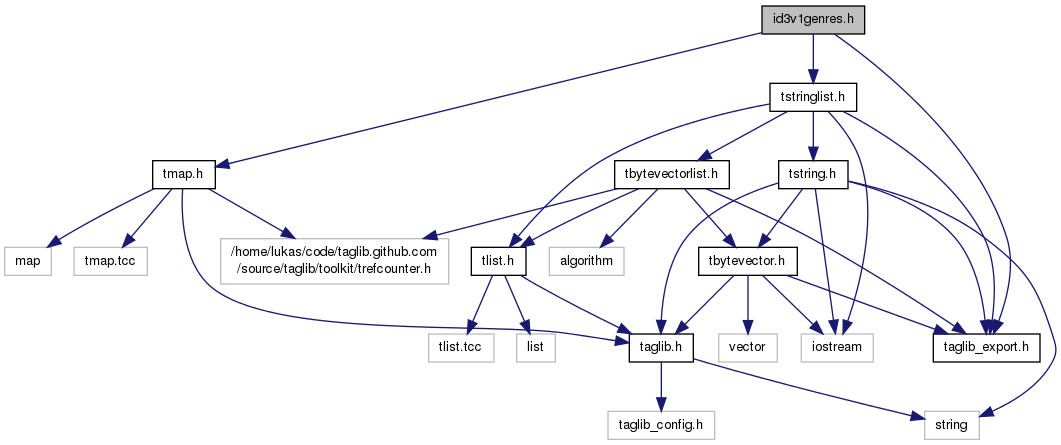 id3v1genres.h
tstringlist.h
tmap.h
tbytevectorlist.h
tstring.h
map
tmap.tcc
/home/lukas/code/taglib.github.com
/source/taglib/toolkit/trefcounter.h
tlist.h
algorithm
tbytevector.h
tlist.tcc
list
taglib.h
vector
iostream
taglib_export.h
taglib_config.h
string